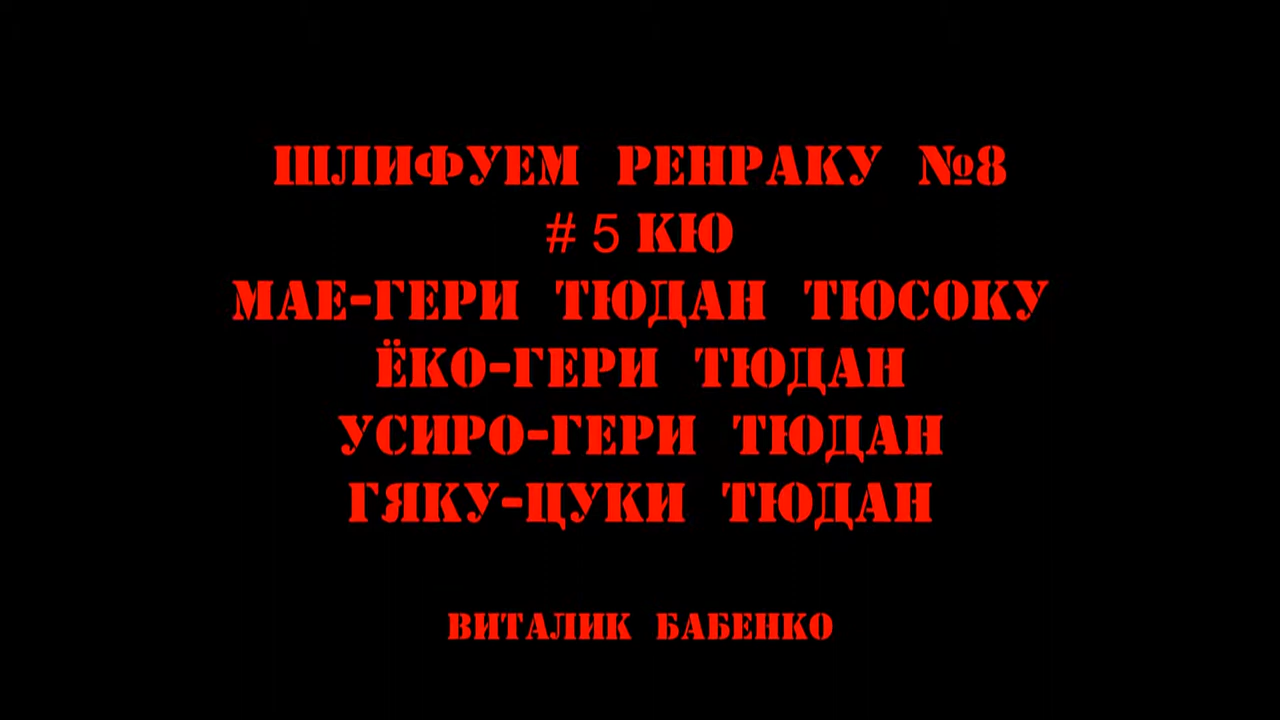 ШЛИФУЕМ РЕНРАКУ №8
# 5 КЮ
МАЕ-ГЕРИ ТЮДАН ТЮСОКУ
ЁКО-ГЕРИ ТЮДАН
УСИРО-ГЕРИ ТЮДАН
ГЯКУ-ЦУКИ ТЮДАН
ВИТАЛИК БАБЕНКО